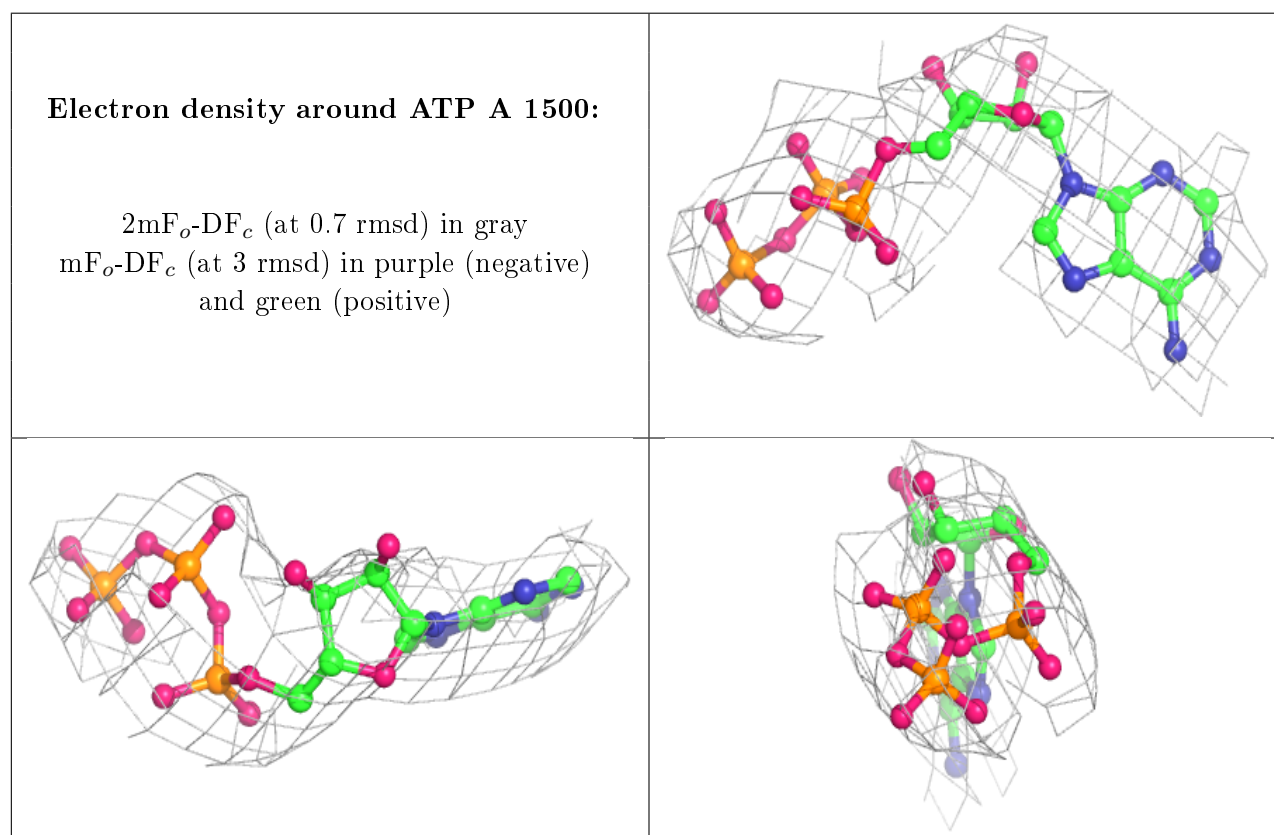 Electron density around ATP A 1500:
2mFₒ-DF𝒸 (at 0.7 rmsd) in gray
mFₒ-DF𝒸 (at 3 rmsd) in purple (negative)
and green (positive)